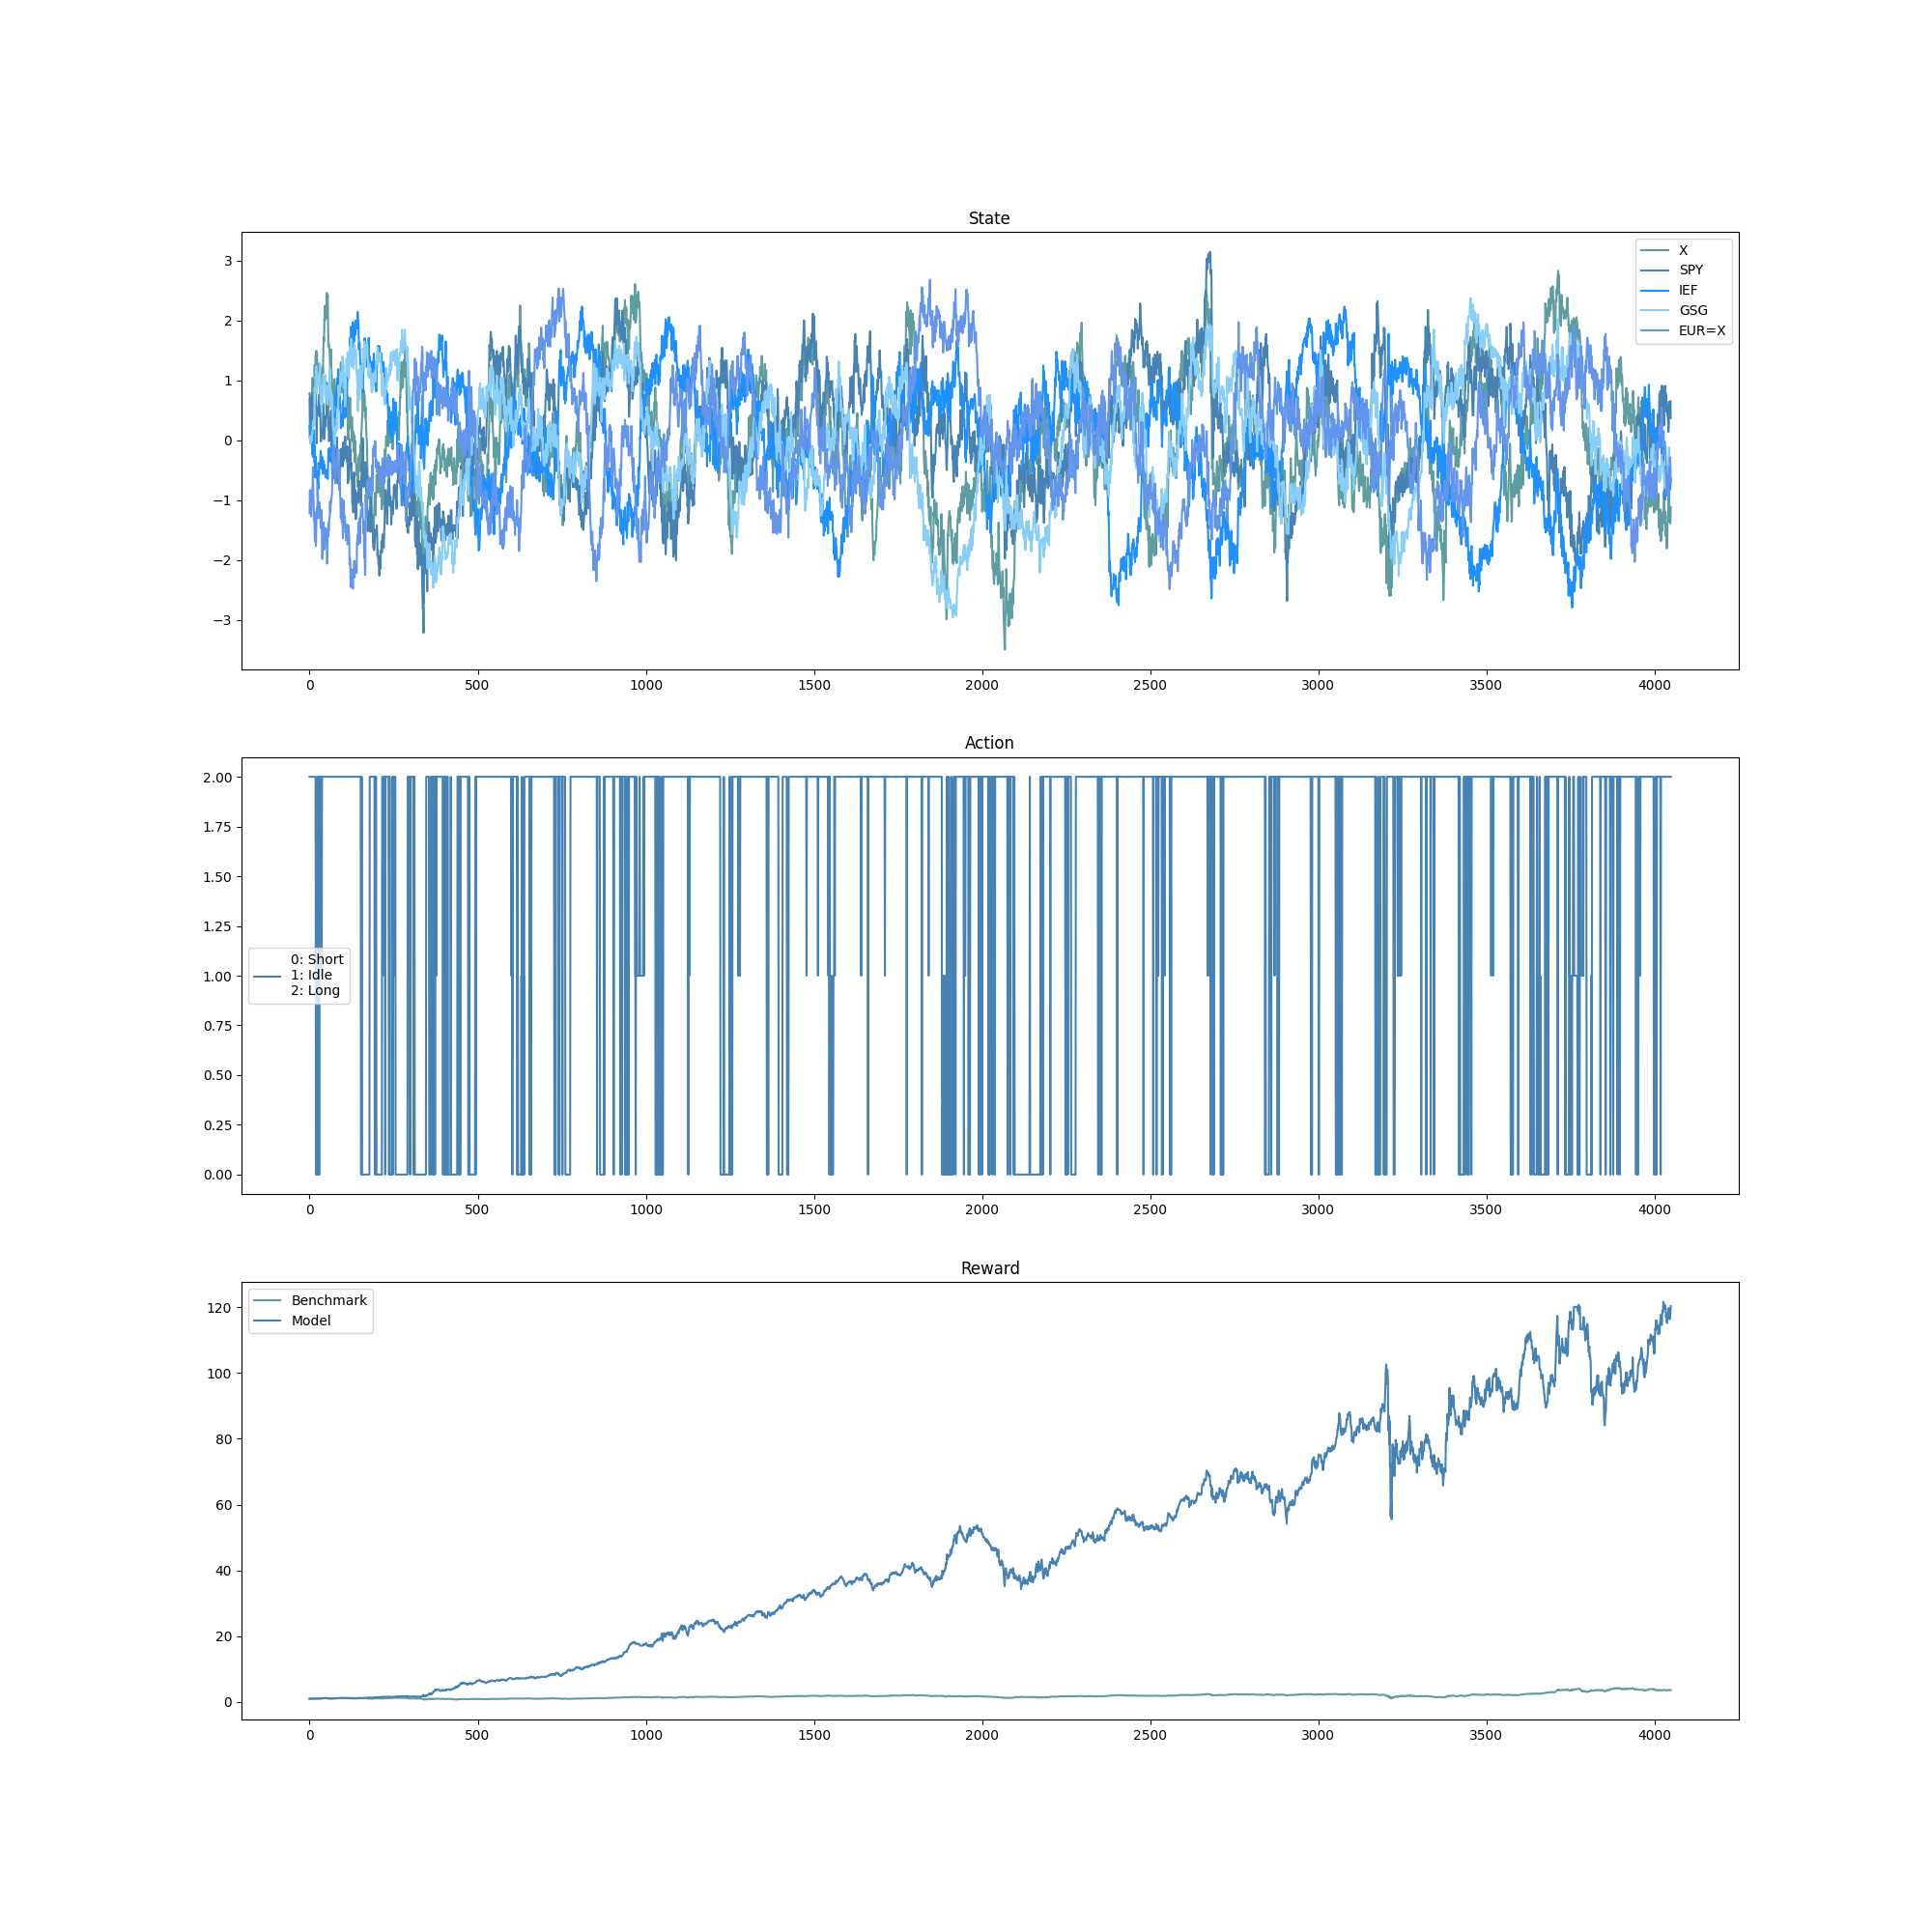 State
3
2
1
0
−1
−2
−3
X
SPY
IEF
GSG
EUR=X
0 500 1000 1500 2000 2500 3000 3500 4000
Action
2.00
1.75
1.50
1.25
1.00
0.75
0.50
0.25
0.00
0: Short
1: Idle
2: Long
0 500 1000 1500 2000 2500 3000 3500 4000
Reward
Benchmark
Model
120
100
80
60
40
20
0
0 500 1000 1500 2000 2500 3000 3500 4000